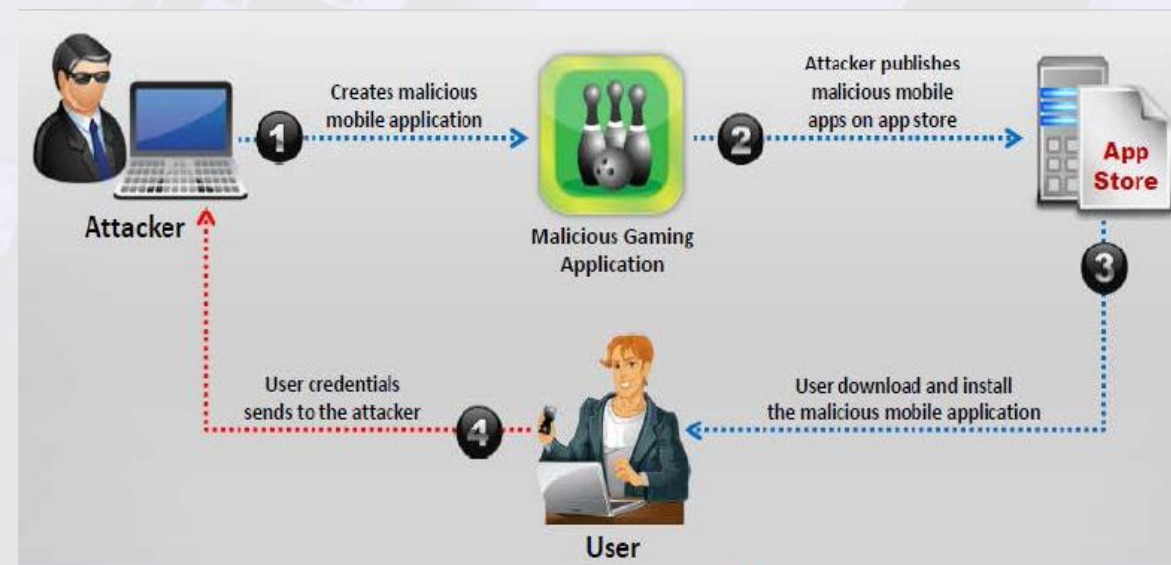 1
Creates malicious
mobile application
2
Attacker publishes
malicious mobile
apps on app store
App
Store
Attacker
Malicious Gaming
Application
3
User credentials
sends to the attacker
4
User download and install
the malicious mobile application
User